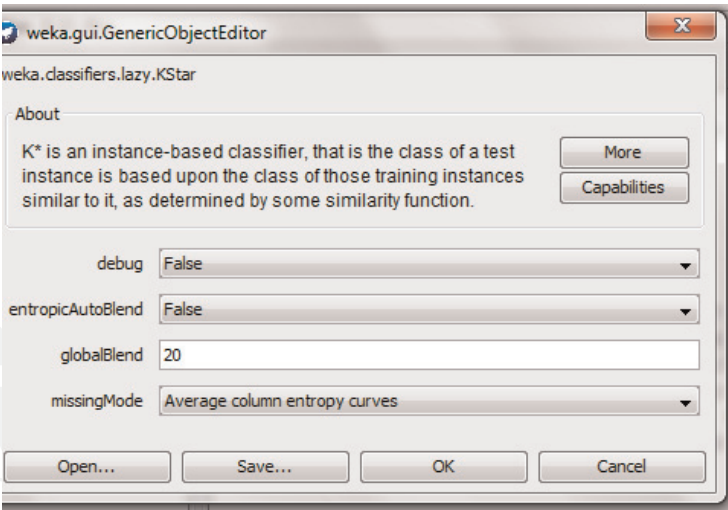 weka.gui.GenericObjectEditor
weka.classifiers.lazy.KStar
About
K* is an instance-based classifier, that is the class of a test
instance is based upon the class of those training instances
similar to it, as determined by some similarity function.
More
Capabilities
debug False
entropicAutoBlend False
globalBlend 20
missingMode Average column entropy curves
Open... Save... OK Cancel